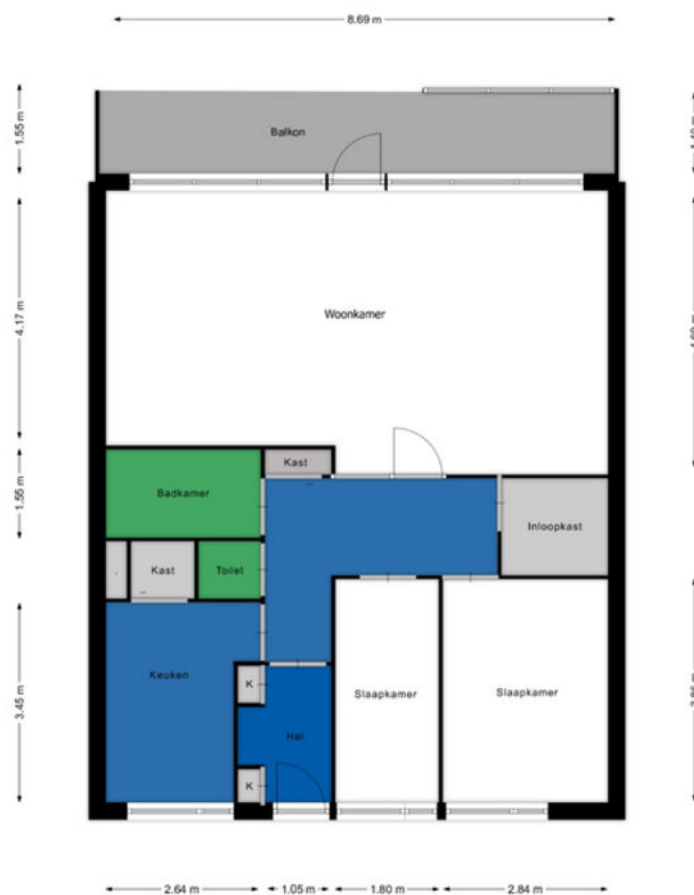 8.69 m
1.55 m
Balkon
4.17 m
Woonkamer
1.55 m
Kast
Badkamer
Inloopkast
Kast
Toilet
3.45 m
Keuken
K
Slaapkamer
Slaapkamer
Hal
K
2.64 m
1.05 m
1.80 m
2.84 m